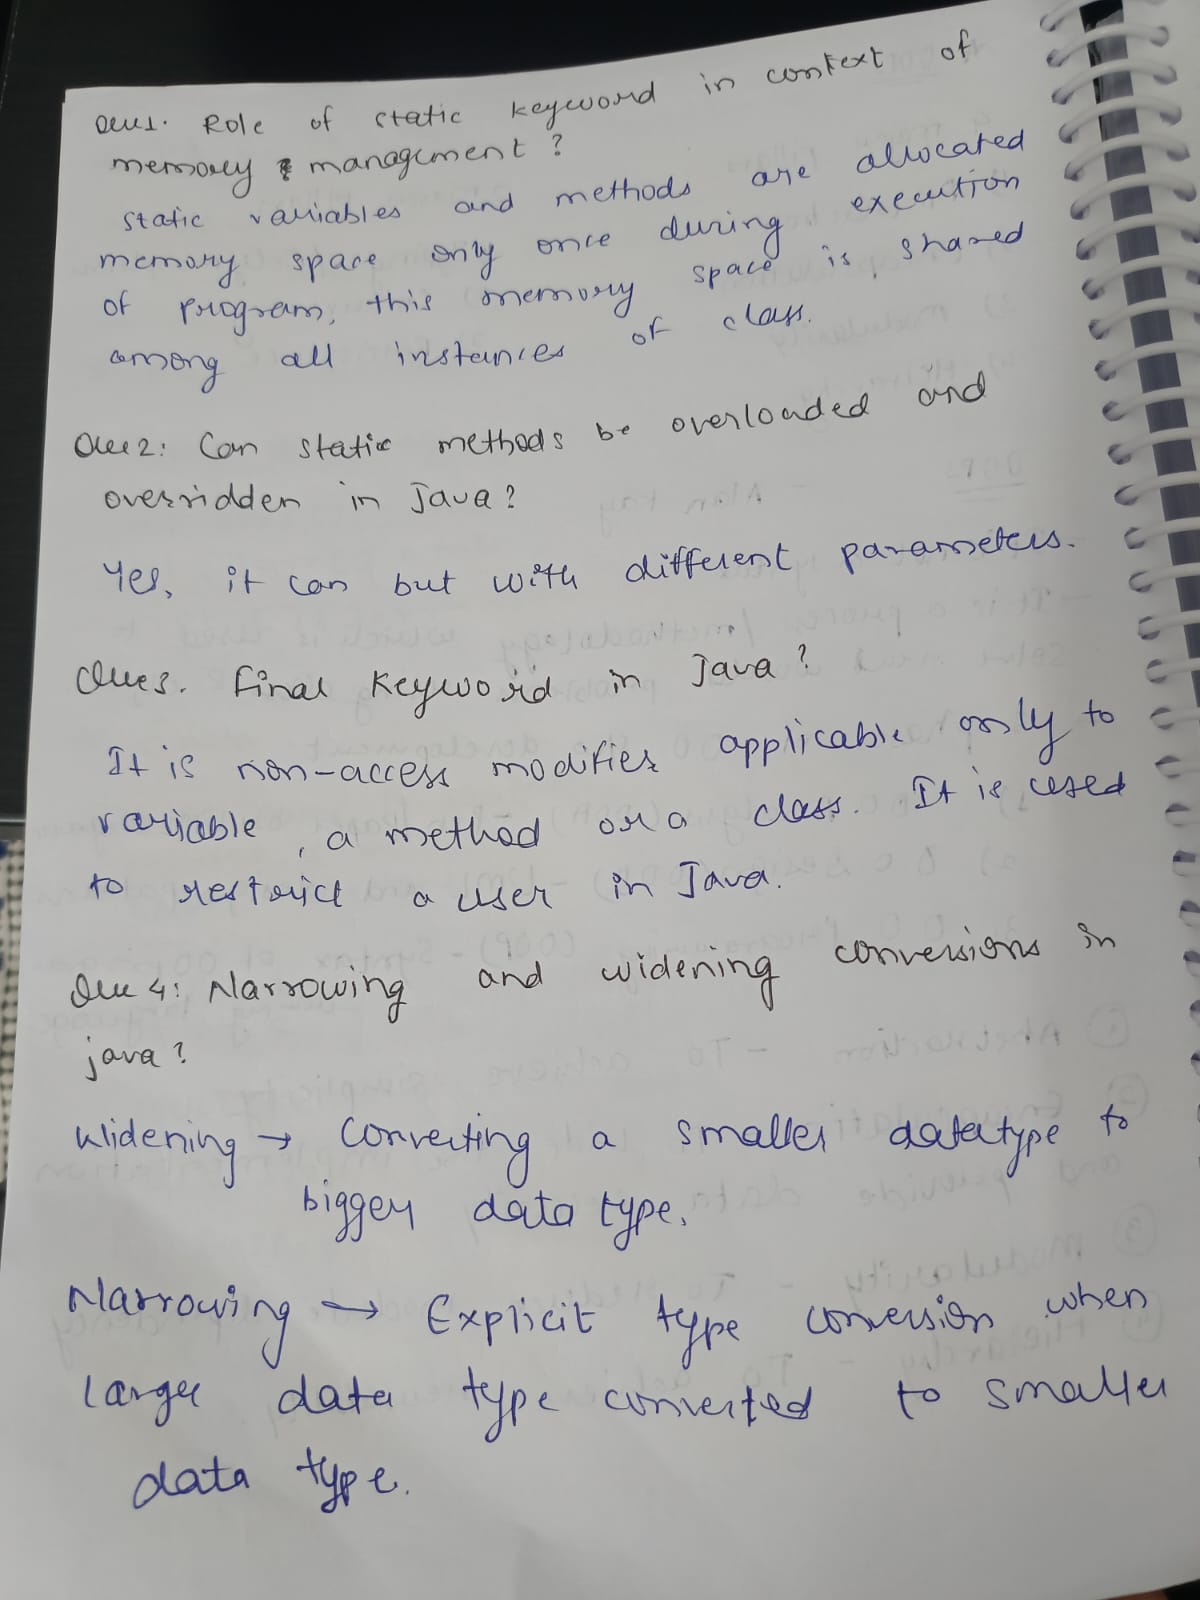 Ques1. Role of static keyword in context of
memory management?
static variables and methods are allocated
memory space only once during execution
of program, this memory space is shared
among all instances of class.
Que 2: Can static methods be overloaded and
overridden in Java?
Yes, it can but with different parameters.
Ques. final keyword in Java?
It is non-access modifier applicable only to
variable, a method or a class. It is used
to restrict a user in Java.
Que 4: Narrowing and widening conversions in
java?
Widening → Converting a smaller datatype to
bigger data type.
Narrowing → Explicit type conversion when
larger data type converted to smaller
data type.